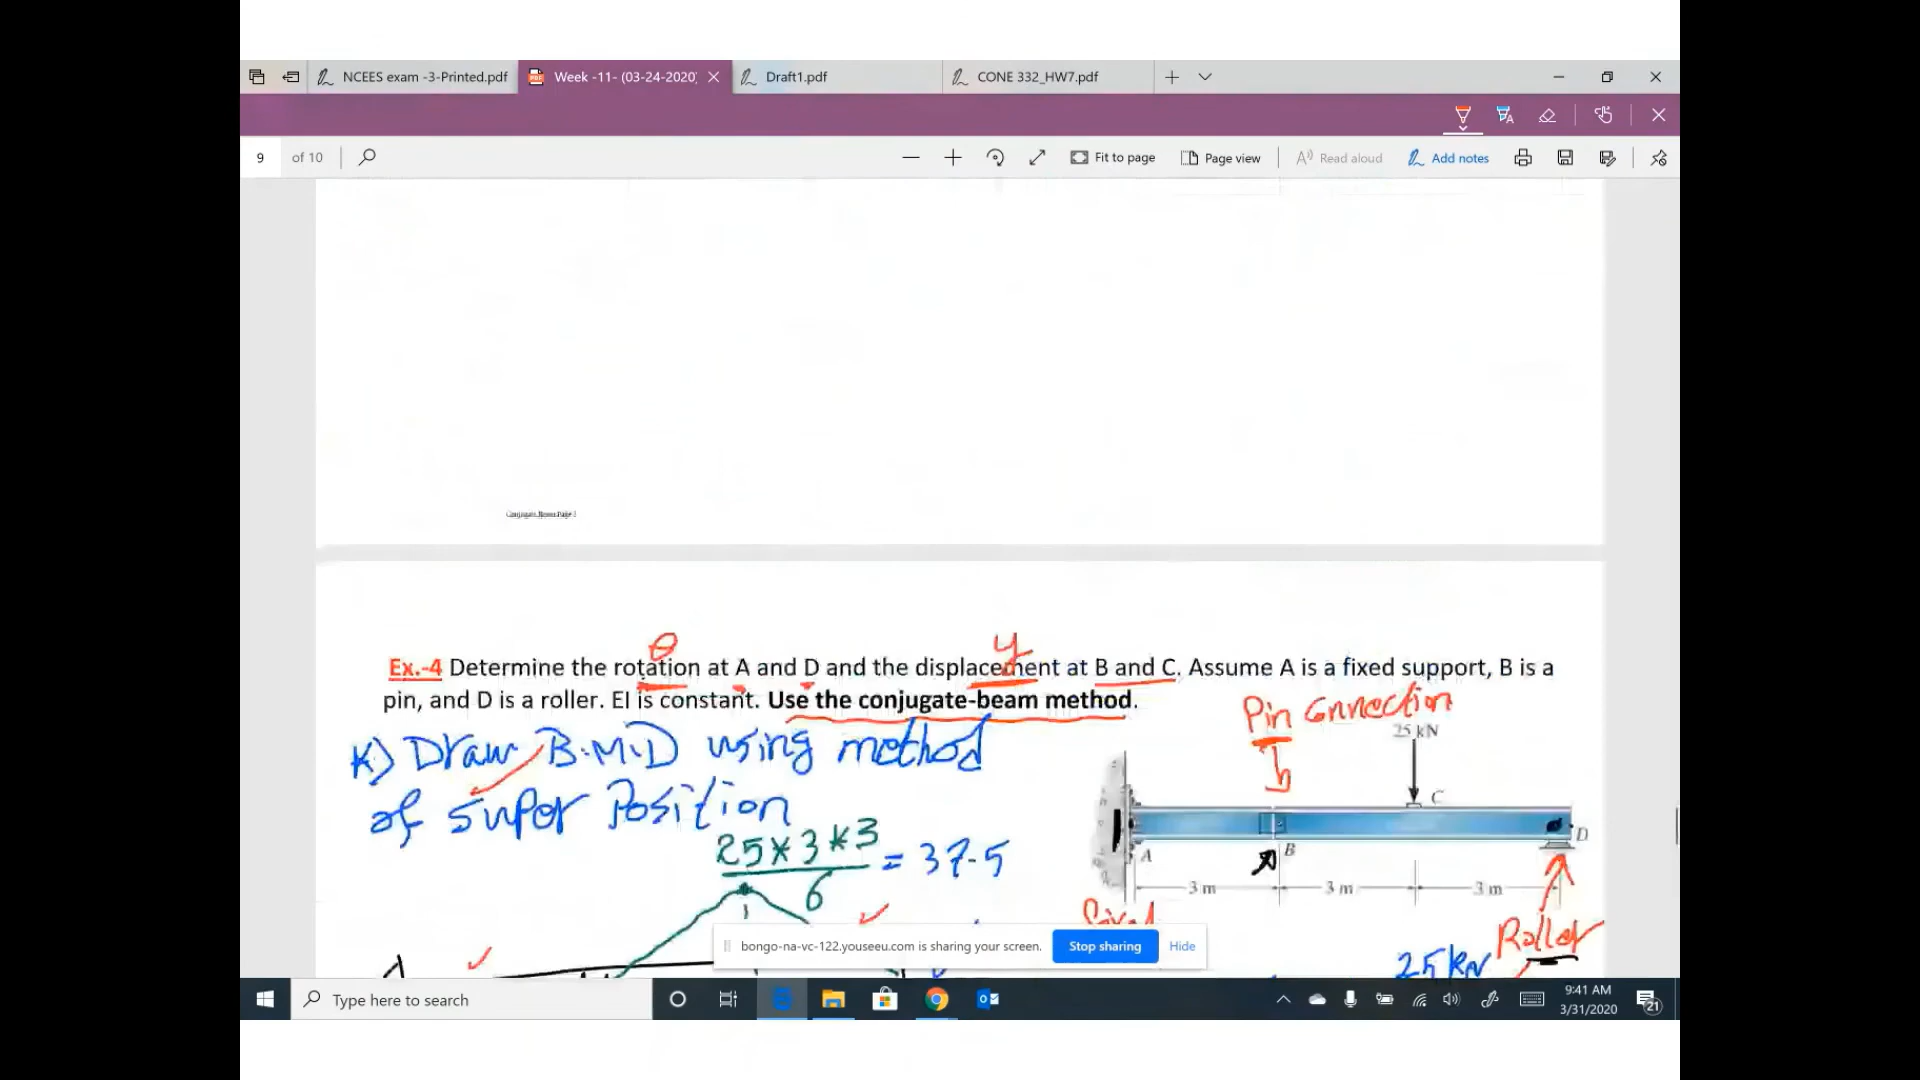 NCEES exam -3-Printed.pdf
Week -11- (03-24-2020)
Draft1.pdf
CONE 332_HW7.pdf
9 of 10
Fit to page
Page view
Read aloud
Add notes
Conjugate Beam Page 3
θ y
Ex.-4 Determine the rotation at A and D and the displacement at B and C. Assume A is a fixed support, B is a
pin, and D is a roller. EI is constant. Use the conjugate-beam method.
K) Draw B.M.D using method
of super Position
25*3*3
6
= 37.5
Pin connection
25 kN
C
A
B
D
3 m
3 m
3 m
Roller
25 kN
bongo-na-vc-122.youseeu.com is sharing your screen.
Stop sharing
Hide
Type here to search
9:41 AM
3/31/2020
21